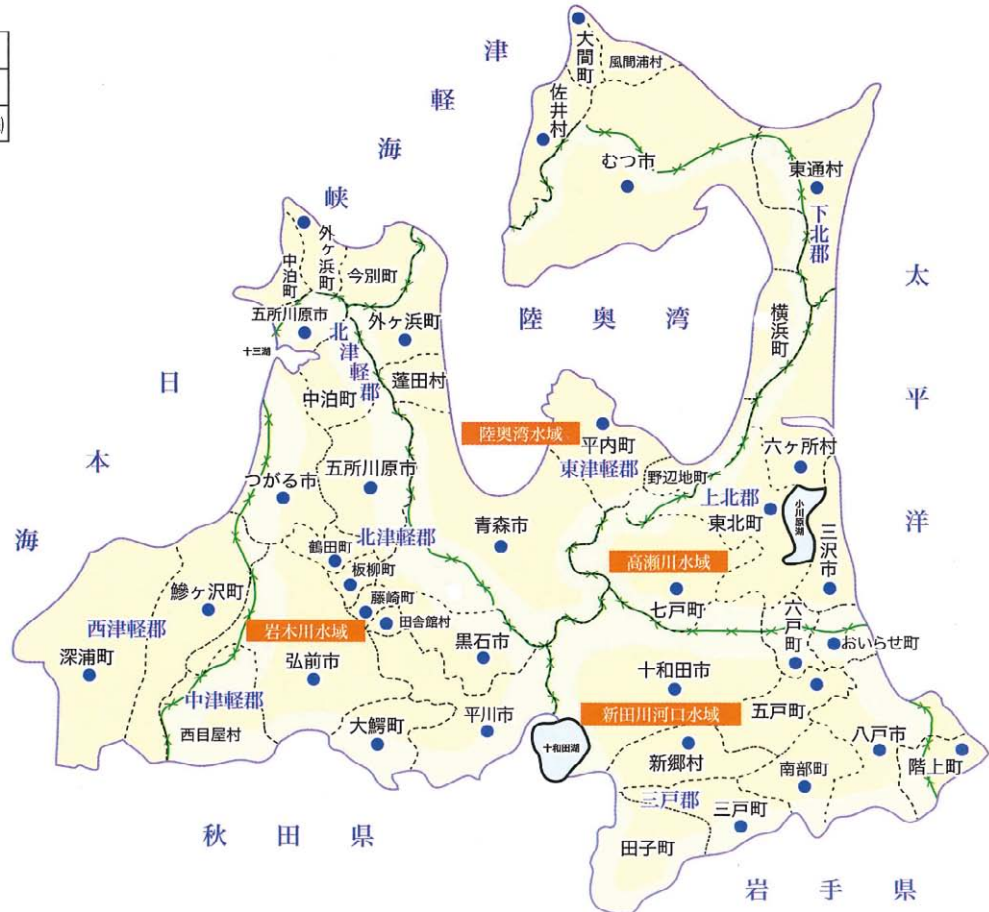 津軽海峡
大間町
風間浦村
佐井村
むつ市
東通村
下北郡
太平洋
外ヶ浜町
中泊町
今別町
五所川原市
外ヶ浜町
陸奥湾
横浜町
十三湖
北津軽郡
蓬田村
中泊町
日本海
陸奥湾水域
平内町
東津軽郡
野辺地町
六ヶ所村
つがる市
五所川原市
上北郡
東北町
小川原湖
青森市
北津軽郡
三沢市
鶴田町
板柳町
高瀬川水域
鰺ヶ沢町
藤崎町
田舎館村
七戸町
六戸町
おいらせ町
西津軽郡
岩木川水域
黒石市
深浦町
弘前市
十和田市
中津軽郡
新田川河口水域
五戸町
平川市
大鰐町
西目屋村
十和田湖
八戸市
階上町
新郷村
南部町
三戸郡
三戸町
田子町
秋田県
岩手県